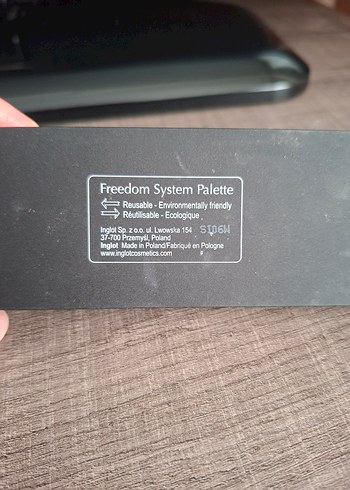 Freedom System Palette
Reusable - Environmentally friendly
Réutilisable - Ecologique
Inglot Sp. z o.o. ul. Lwowska 154
37-700 Przemyśl, Poland
Inglot Made in Poland/Fabriqué en Pologne
www.inglotcosmetics.com #